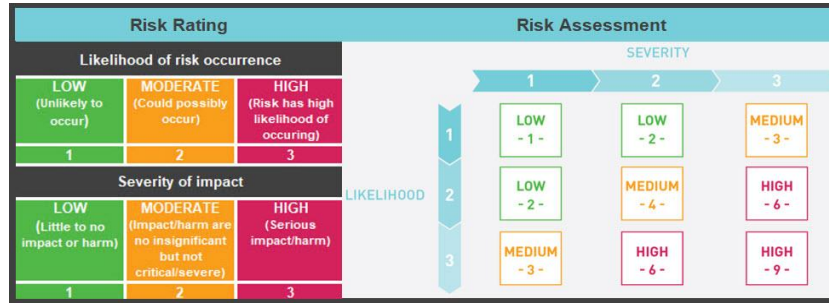 Risk Rating
Risk Assessment
Likelihood of risk occurrence
LOW
(Unlikely to
occur)
MODERATE
(Could possibly
occur)
HIGH
(Risk has high
likelihood of
occuring)
1
2
3
Severity of impact
LOW
(Little to no
impact or harm)
MODERATE
(Impact/harm are
no insignificant
but not
critical/severe)
HIGH
(Serious
impact/harm)
1
2
3
SEVERITY
1
2
3
LIKELIHOOD
1
LOW
- 1 -
LOW
- 2 -
MEDIUM
- 3 -
2
LOW
- 2 -
MEDIUM
- 4 -
HIGH
- 6 -
3
MEDIUM
- 3 -
HIGH
- 6 -
HIGH
- 9 -